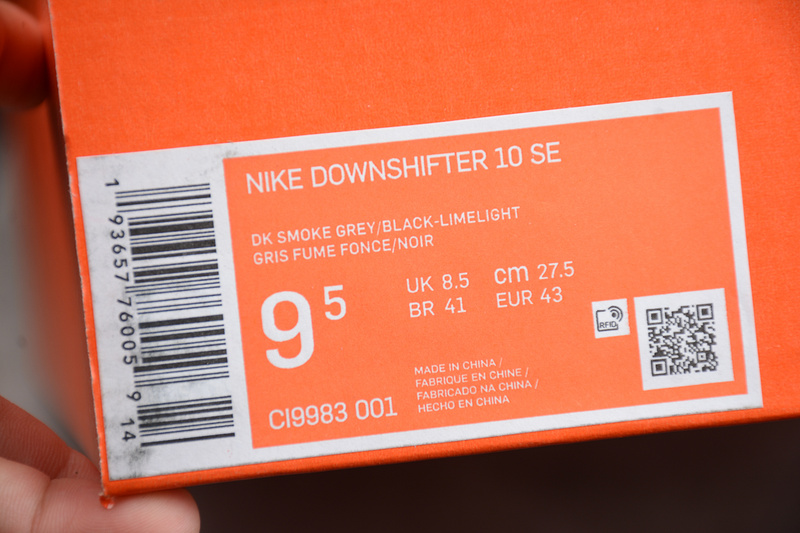 NIKE DOWNSHIFTER 10 SE
DK SMOKE GREY/BLACK-LIMELIGHT
GRIS FUME FONCE/NOIR
9 5
UK 8.5 cm 27.5
BR 41 EUR 43
RFID
MADE IN CHINA /
FABRIQUE EN CHINE /
FABRICADO NA CHINA /
HECHO EN CHINA
CI9983 001
1 93657 76005 9 14